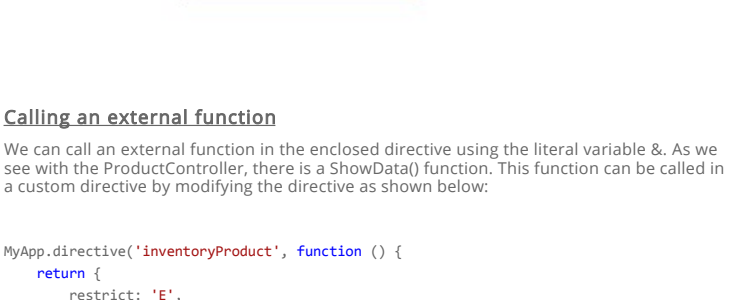 Calling an external function
We can call an external function in the enclosed directive using the literal variable &. As we
see with the ProductController, there is a ShowData() function. This function can be called in
a custom directive by modifying the directive as shown below:
MyApp.directive('inventoryProduct', function () {
    return {
        restrict: 'E',